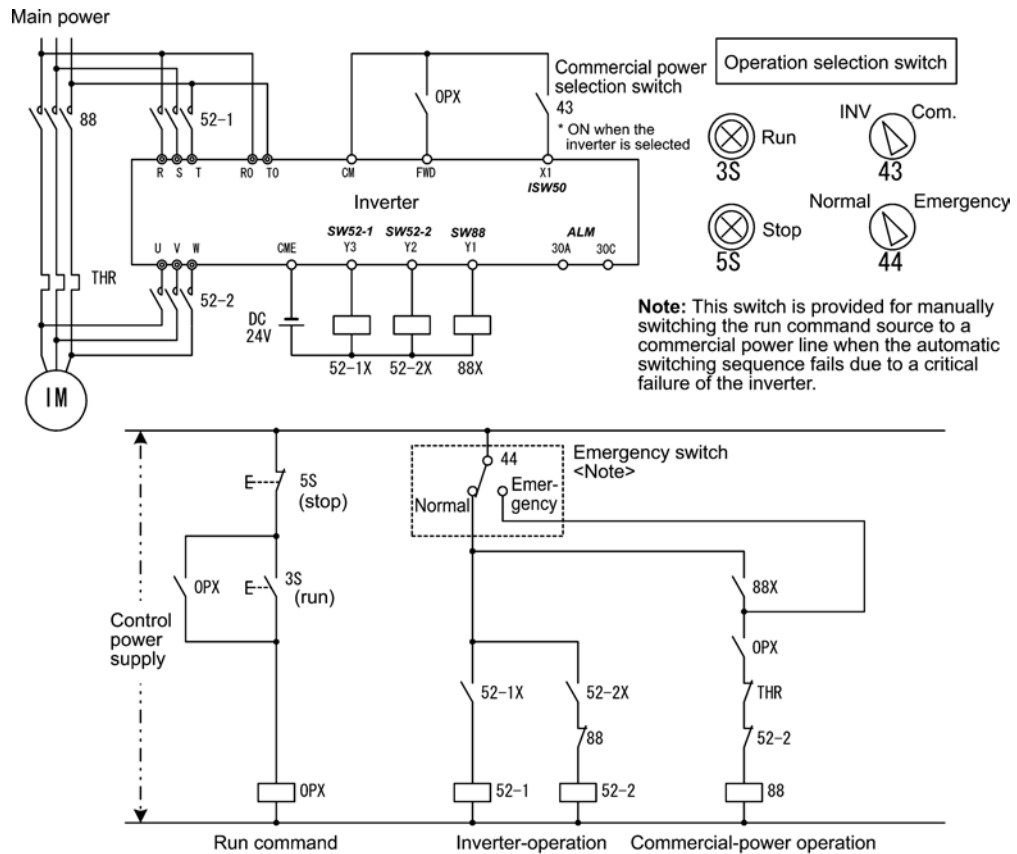 Main power
88
52-1
OPX
Commercial power
selection switch
43
* ON when the
inverter is selected
Operation selection switch
Run
3S
INV Com.
43
Stop
5S
Normal Emergency
44
R S T R0 T0 CM FWD X1
ISW50
Inverter
SW52-1 SW52-2 SW88 ALM
U V W CME Y3 Y2 Y1 30A 30C
THR
52-2
DC
24V
52-1X 52-2X 88X
IM
Note: This switch is provided for manually
switching the run command source to a
commercial power line when the automatic
switching sequence fails due to a critical
failure of the inverter.
Control
power
supply
E
5S
(stop)
OPX
E
3S
(run)
OPX
44
Normal
Emer-
gency
Emergency switch
<Note>
52-1X
52-2X
88
52-1
52-2
88X
OPX
THR
52-2
88
Run command
Inverter-operation
Commercial-power operation